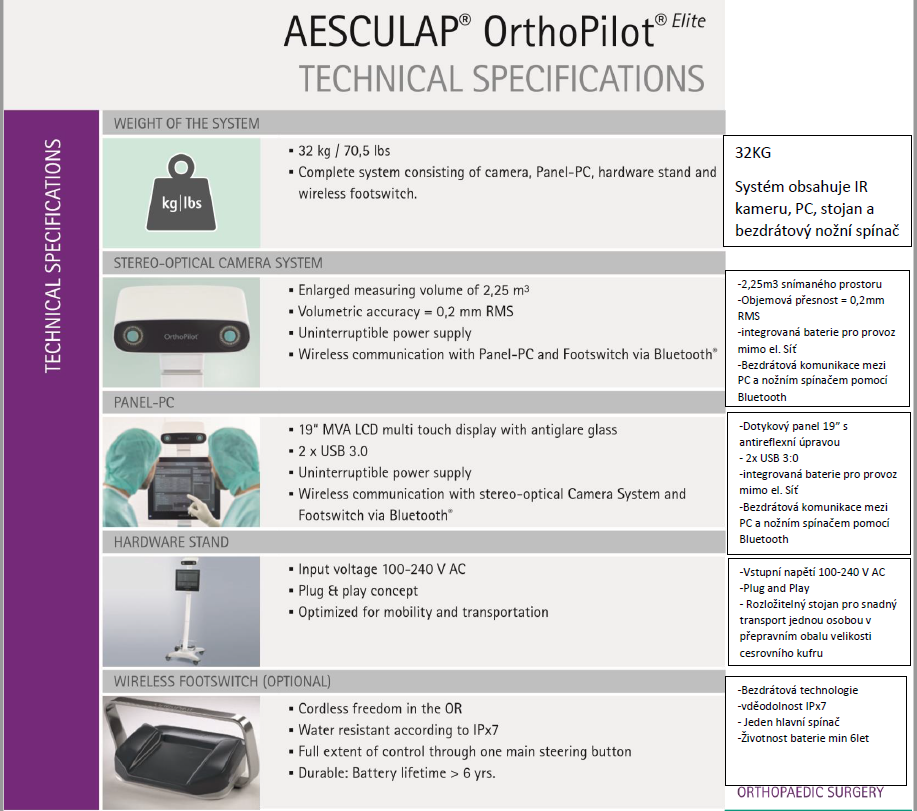 AESCULAP® OrthoPilot® Elite
TECHNICAL SPECIFICATIONS
TECHNICAL SPECIFICATIONS
WEIGHT OF THE SYSTEM
kg|lbs
▪ 32 kg / 70,5 lbs
▪ Complete system consisting of camera, Panel-PC, hardware stand and
wireless footswitch.
32KG
Systém obsahuje IR
kameru, PC, stojan a
bezdrátový nožní spínač
STEREO-OPTICAL CAMERA SYSTEM
OrthoPilot
▪ Enlarged measuring volume of 2,25 m³
▪ Volumetric accuracy = 0,2 mm RMS
▪ Uninterruptible power supply
▪ Wireless communication with Panel-PC and Footswitch via Bluetooth®
-2,25m3 snímaného prostoru
-Objemová přesnost = 0,2mm
RMS
-integrovaná baterie pro provoz
mimo el. Síť
-Bezdrátová komunikace mezi
PC a nožním spínačem pomocí
Bluetooth
PANEL-PC
▪ 19" MVA LCD multi touch display with antiglare glass
▪ 2 x USB 3.0
▪ Uninterruptible power supply
▪ Wireless communication with stereo-optical Camera System and
Footswitch via Bluetooth®
-Dotykový panel 19" s
antireflexní úpravou
- 2x USB 3:0
-integrovaná baterie pro provoz
mimo el. Síť
-Bezdrátová komunikace mezi
PC a nožním spínačem pomocí
Bluetooth
HARDWARE STAND
▪ Input voltage 100-240 V AC
▪ Plug & play concept
▪ Optimized for mobility and transportation
-Vstupní napětí 100-240 V AC
-Plug and Play
- Rozložitelný stojan pro snadný
transport jednou osobou v
přepravním obalu velikosti
cesrovního kufru
WIRELESS FOOTSWITCH (OPTIONAL)
▪ Cordless freedom in the OR
▪ Water resistant according to IPx7
▪ Full extent of control through one main steering button
▪ Durable: Battery lifetime > 6 yrs.
-Bezdrátová technologie
-vděodolnost IPx7
- Jeden hlavní spínač
-Životnost baterie min 6let
ORTHOPAEDIC SURGERY